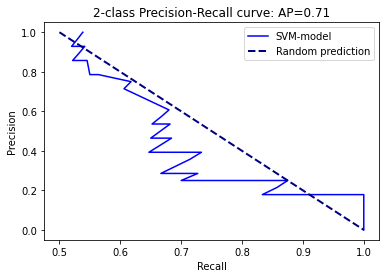 2-class Precision-Recall curve: AP=0.71
SVM-model
Random prediction
Precision
1.0
0.8
0.6
0.4
0.2
0.0
0.5 0.6 0.7 0.8 0.9 1.0
Recall